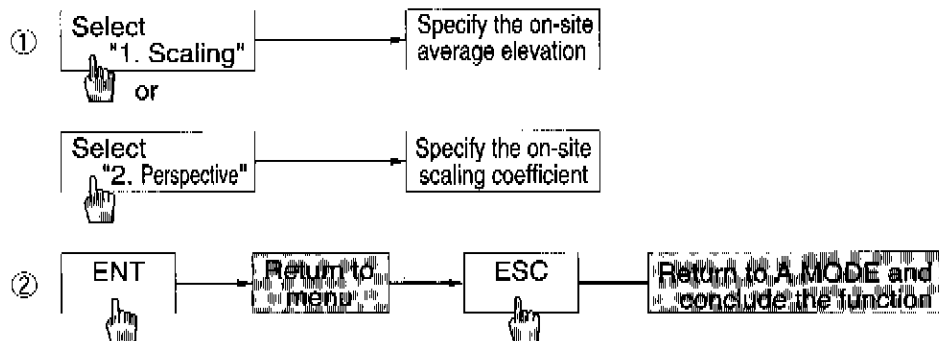 ①
Select
"1. Scaling"
Specify the on-site
average elevation
or
Select
"2. Perspective"
Specify the on-site
scaling coefficient
②
ENT
Return to
menu
ESC
Return to A MODE and
conclude the function